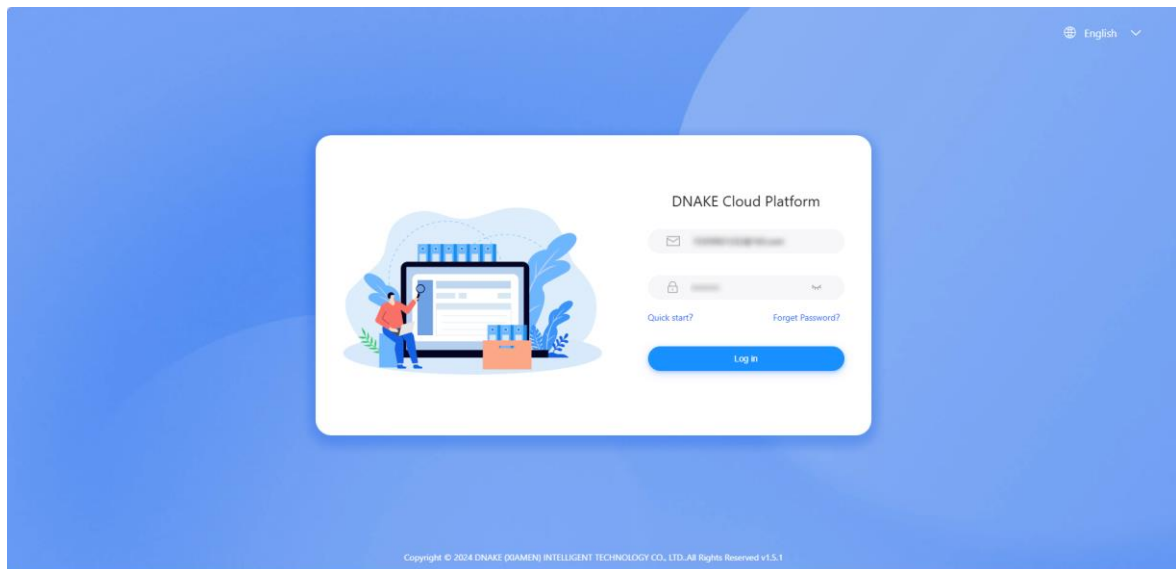 English
DNAKE Cloud Platform
Quick start?
Forget Password?
Log in
Copyright © 2024 DNAKE (XIAMEN) INTELLIGENT TECHNOLOGY CO., LTD. All Rights Reserved v1.5.1